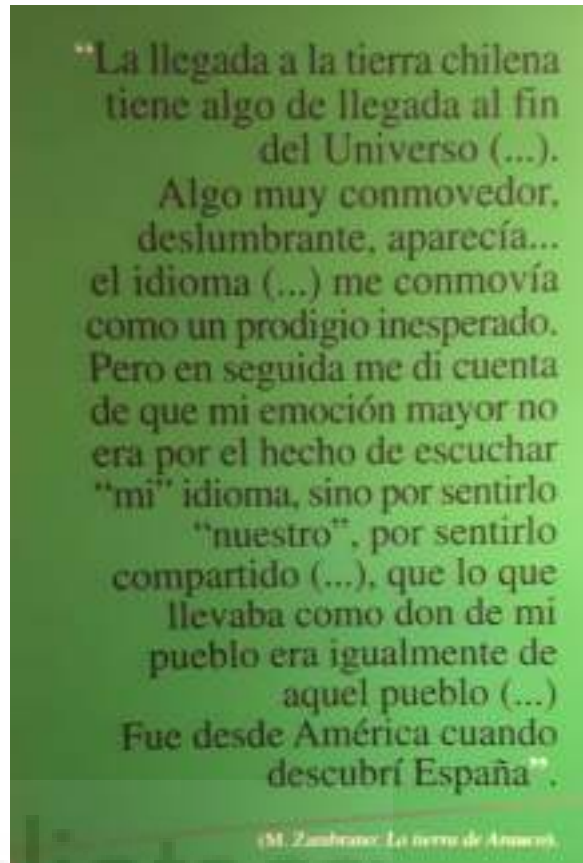 “La llegada a la tierra chilena
tiene algo de llegada al fin
del Universo (...).
Algo muy conmovedor,
deslumbrante, aparecía...
el idioma (...) me conmovía
como un prodigio inesperado.
Pero en seguida me di cuenta
de que mi emoción mayor no
era por el hecho de escuchar
“mi” idioma, sino por sentirlo
“nuestro”, por sentirlo
compartido (...), que lo que
llevaba como don de mi
pueblo era igualmente de
aquel pueblo (...)
Fue desde América cuando
descubrí España”.
(M. Zambrano: La tierra de Arauco).